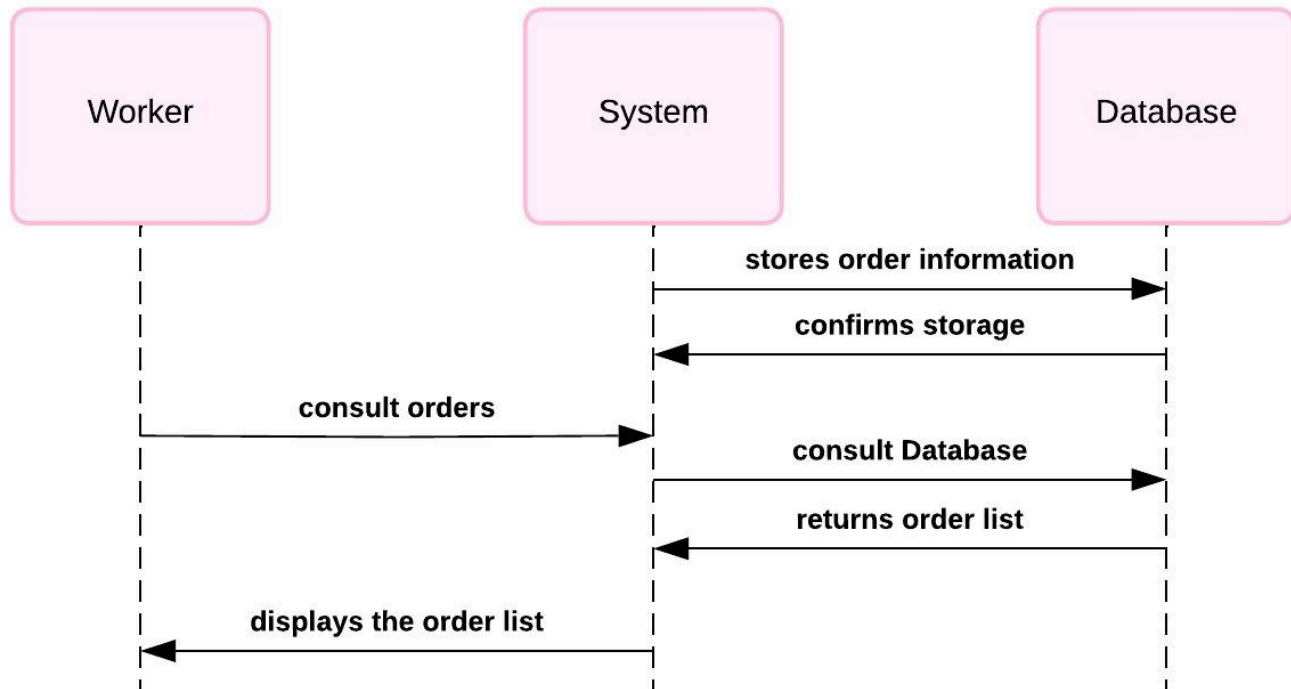 Worker
System
Database
stores order information
confirms storage
consult orders
consult Database
returns order list
displays the order list